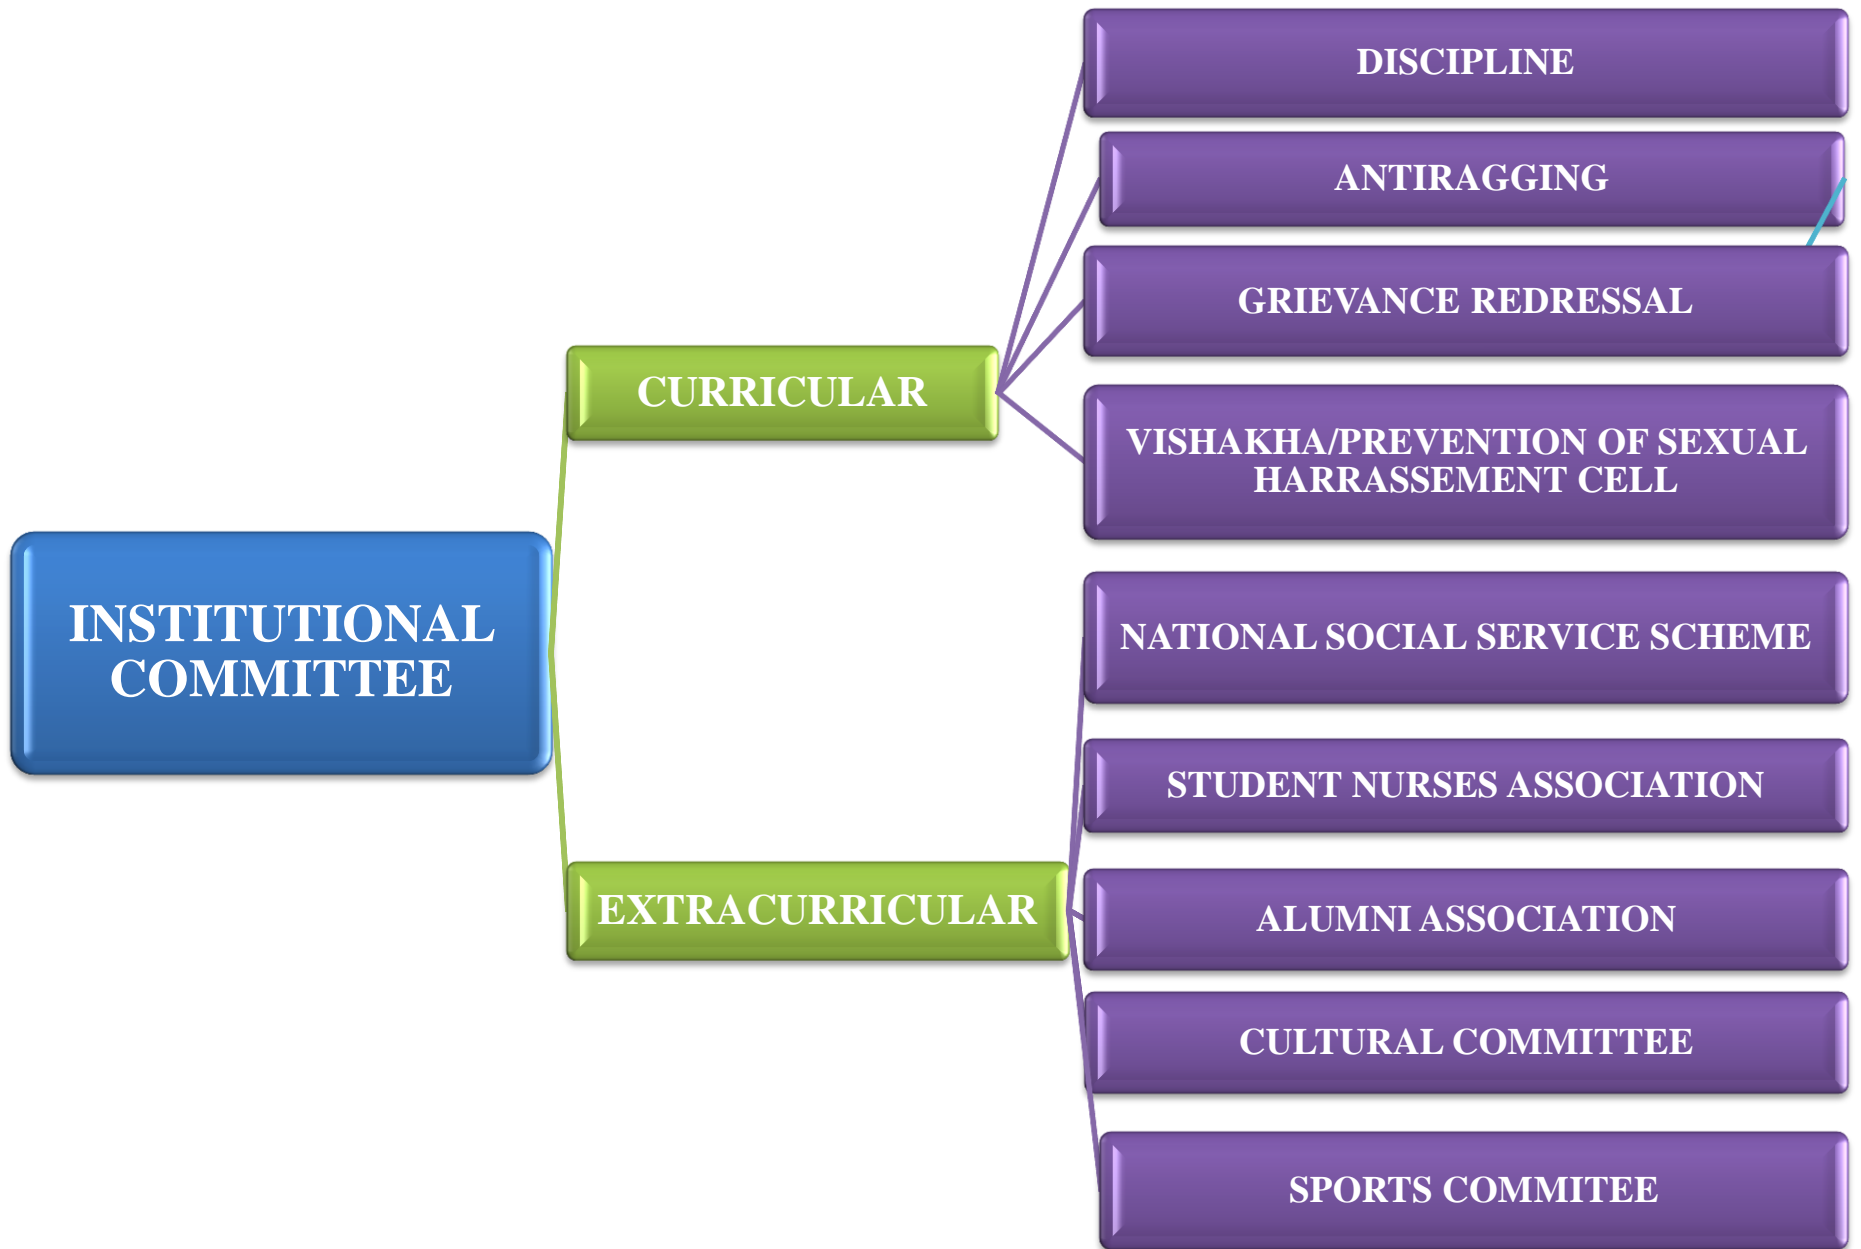 DISCIPLINE
ANTIRAGGING
GRIEVANCE REDRESSAL
CURRICULAR
VISHAKHA/PREVENTION OF SEXUAL
HARRASSEMENT CELL
INSTITUTIONAL
COMMITTEE
NATIONAL SOCIAL SERVICE SCHEME
STUDENT NURSES ASSOCIATION
EXTRACURRICULAR
ALUMNI ASSOCIATION
CULTURAL COMMITTEE
SPORTS COMMITEE